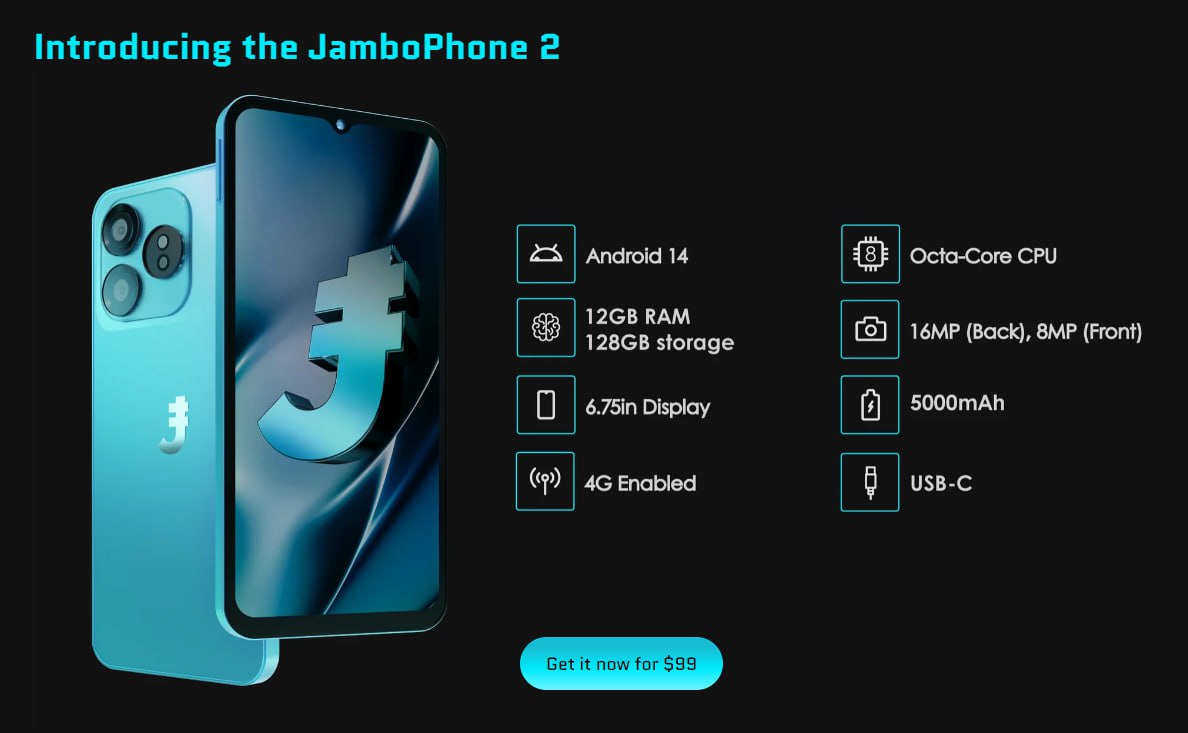 Introducing the JamboPhone 2
Android 14
12GB RAM
128GB storage
6.75in Display
4G Enabled
8
Octa-Core CPU
16MP (Back), 8MP (Front)
5000mAh
USB-C
Get it now for $99